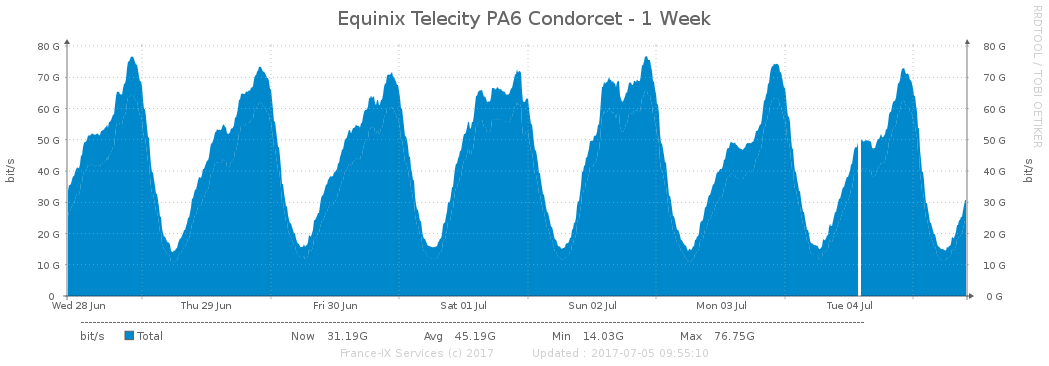 Equinix Telecity PA6 Condorcet - 1 Week
RRDTOOL / TOBI OETIKER
80 G 80 G
70 G 70 G
60 G 60 G
50 G 50 G
40 G 40 G
30 G 30 G
20 G 20 G
10 G 10 G
0 0 G
bit/s bit/s
Wed 28 Jun Thu 29 Jun Fri 30 Jun Sat 01 Jul Sun 02 Jul Mon 03 Jul Tue 04 Jul
bit/s Total Now 31.19G Avg 45.19G Min 14.03G Max 76.75G
France-IX Services (c) 2017 Updated : 2017-07-05 09:55:10